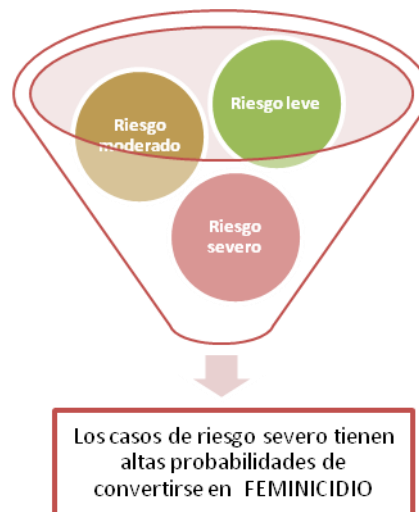 Riesgo leve
Riesgo
moderado
Riesgo
severo
Los casos de riesgo severo tienen
altas probabilidades de
convertirse en FEMINICIDIO